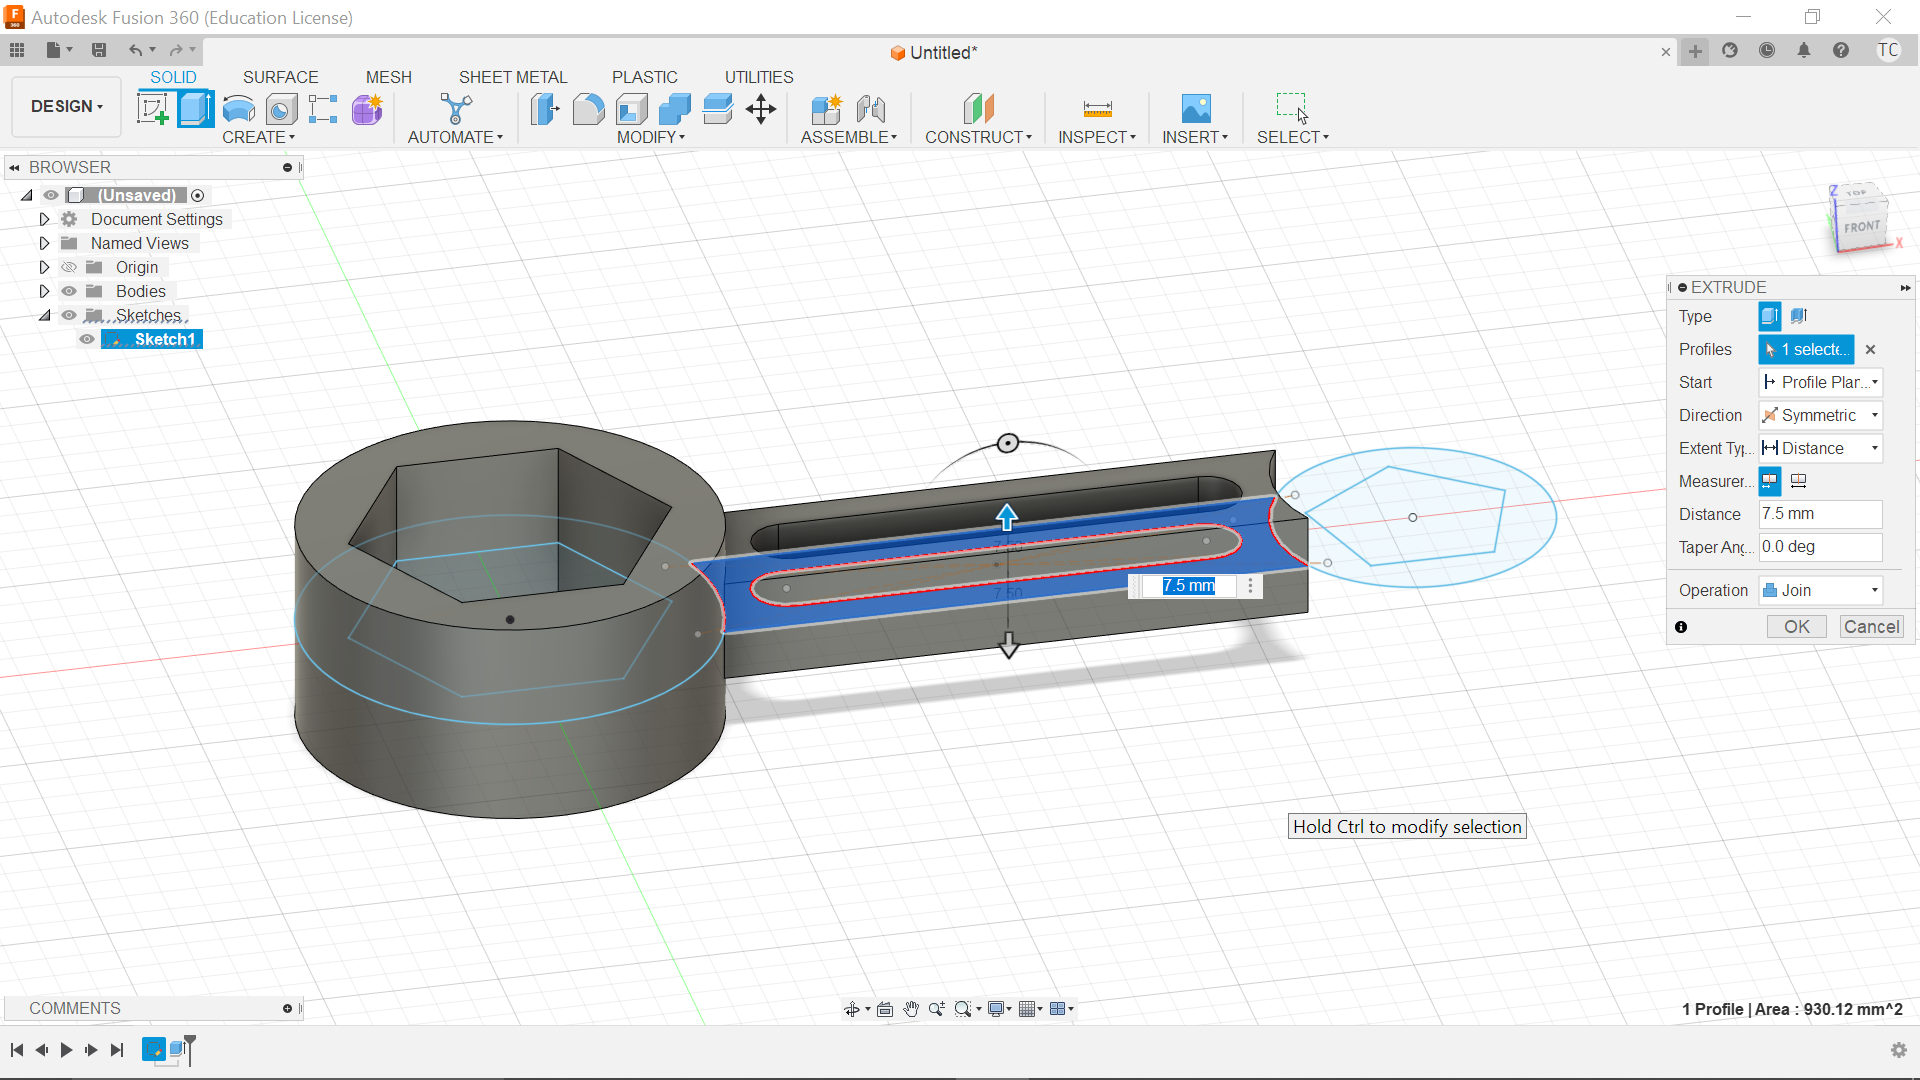 Autodesk Fusion 360 (Education License)
Untitled*
TC
SOLID SURFACE MESH SHEET METAL PLASTIC UTILITIES
DESIGN
CREATE AUTOMATE MODIFY ASSEMBLE CONSTRUCT INSPECT INSERT SELECT
BROWSER
(Unsaved)
Document Settings
Named Views
Origin
Bodies
Sketches
Sketch1
Z
TOP
FRONT
X
EXTRUDE
Type
Profiles 1 selecte...
Start Profile Plan...
Direction Symmetric
Extent Ty... Distance
Measurer...
Distance 7.5 mm
Taper Ang... 0.0 deg
Operation Join
OK Cancel
7.50
7.5 mm
7.50
Hold Ctrl to modify selection
COMMENTS
1 Profile | Area : 930.12 mm^2